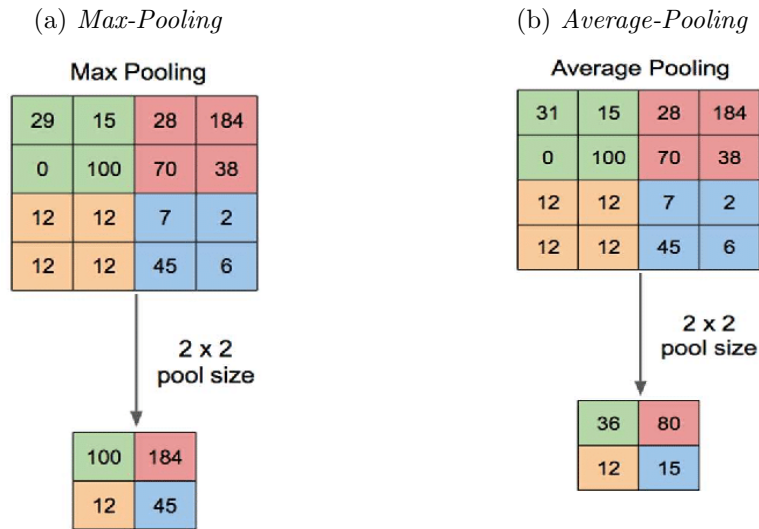 (a) Max-Pooling
Max Pooling
29 15 28 184
0 100 70 38
12 12 7 2
12 12 45 6
2 x 2
pool size
100 184
12 45
(b) Average-Pooling
Average Pooling
31 15 28 184
0 100 70 38
12 12 7 2
12 12 45 6
2 x 2
pool size
36 80
12 15